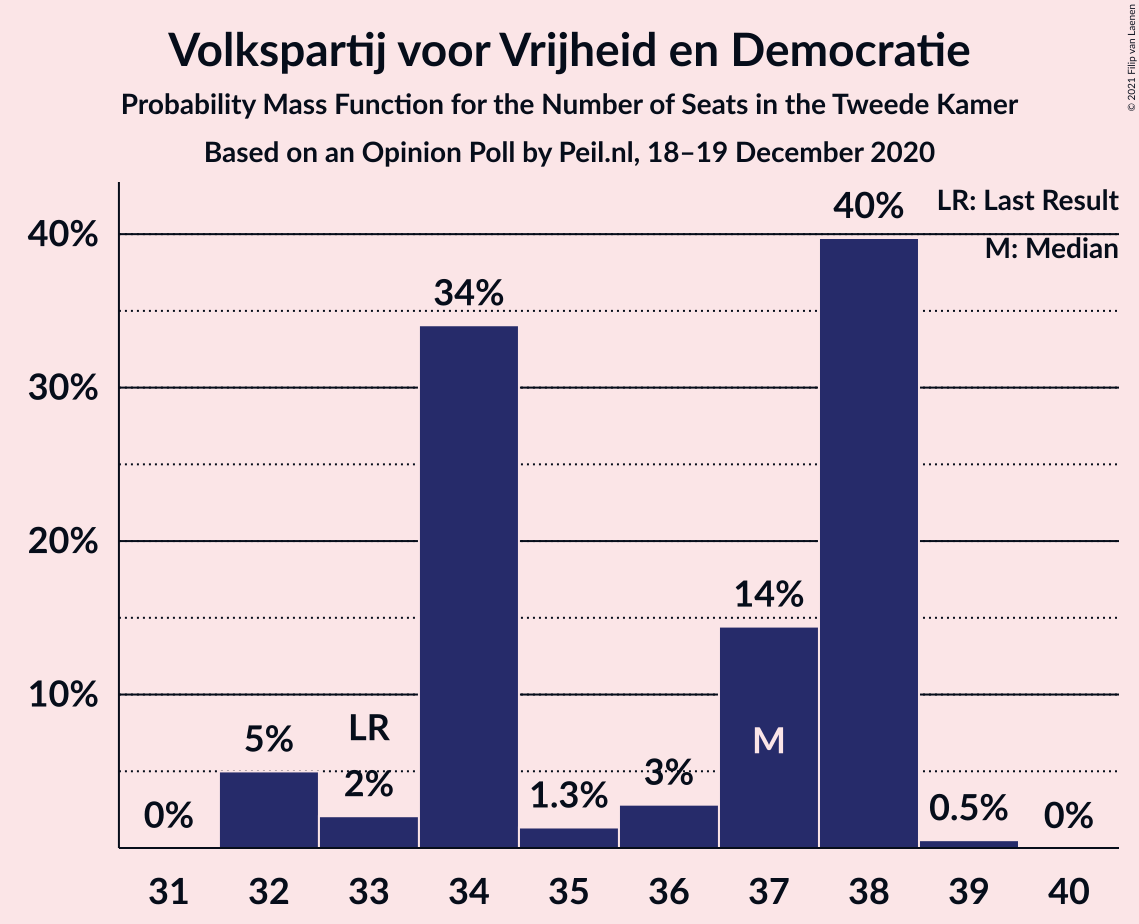 Volkspartij voor Vrijheid en Democratie
Probability Mass Function for the Number of Seats in the Tweede Kamer
Based on an Opinion Poll by Peil.nl, 18–19 December 2020
© 2021 Filip van Laenen
LR: Last Result
M: Median
40%
30%
20%
10%
0%
5%
LR
2%
34%
1.3%
3%
14%
M
40%
0.5%
0%
31 32 33 34 35 36 37 38 39 40